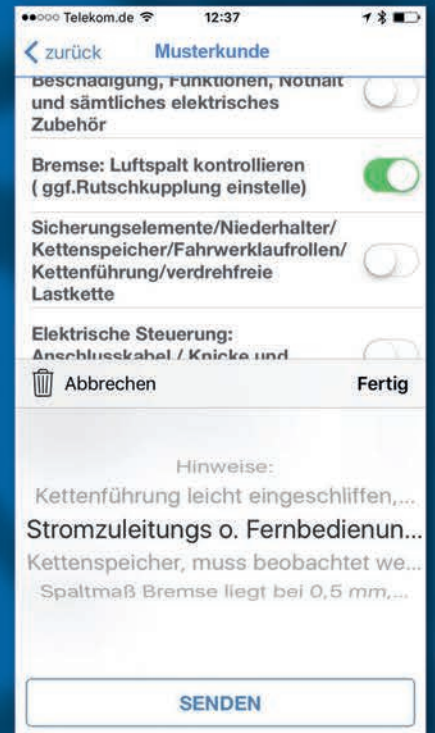 Telekom.de 12:37
zurück Musterkunde
Beschädigung, Funktionen, Nothalt
und sämtliches elektrisches
Zubehör
Bremse: Luftspalt kontrollieren
( ggf.Rutschkupplung einstelle)
Sicherungselemente/Niederhalter/
Kettenspeicher/Fahrwerklaufrollen/
Kettenführung/verdrehfreie
Lastkette
Elektrische Steuerung:
Anschlusskabel / Knicke und
Abbrechen Fertig
Hinweise:
Kettenführung leicht eingeschliffen,...
Stromzuleitungs o. Fernbedienun...
Kettenspeicher, muss beobachtet we...
Spaltmaß Bremse liegt bei 0,5 mm,...
SENDEN